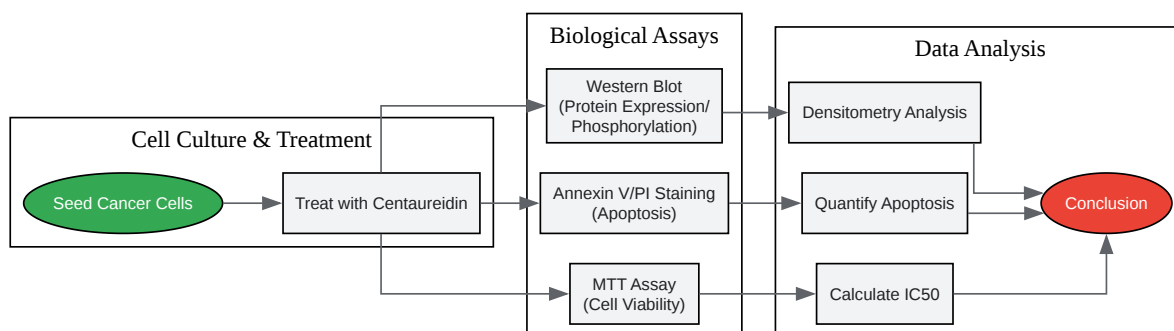 Biological Assays
Data Analysis
Cell Culture & Treatment
Western Blot
(Protein Expression/
Phosphorylation)
Densitometry Analysis
Seed Cancer Cells
Treat with Centaureidin
Annexin V/PI Staining
(Apoptosis)
Quantify Apoptosis
Conclusion
MTT Assay
(Cell Viability)
Calculate IC50